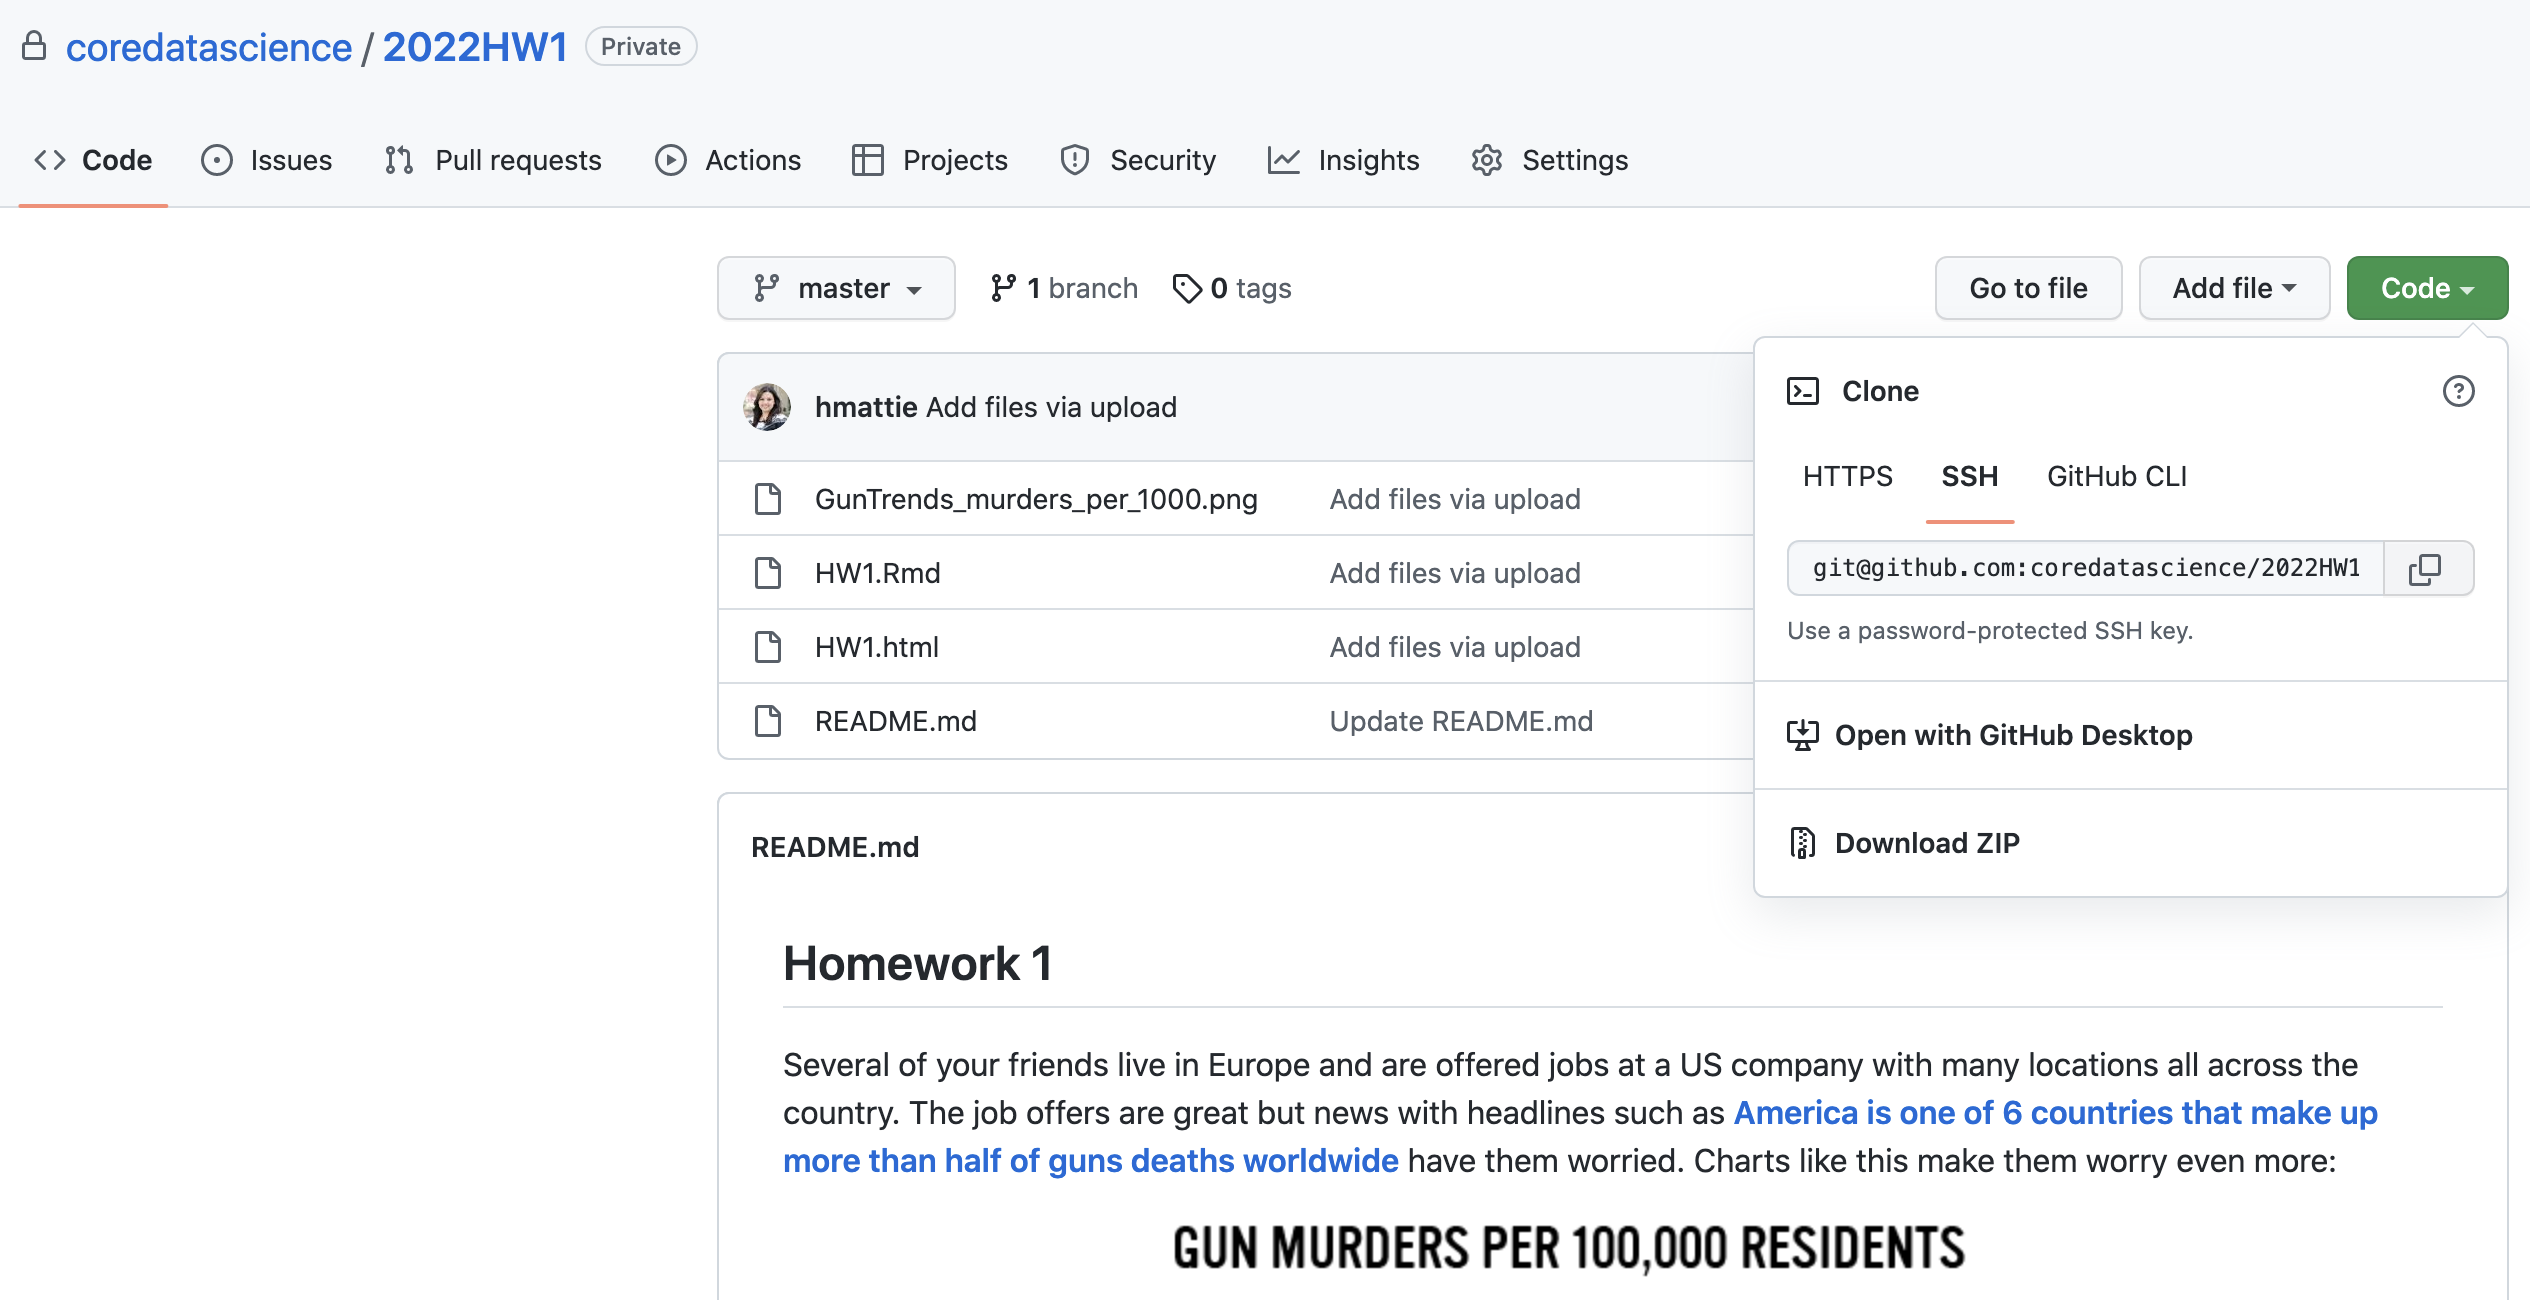 coredatascience / 2022HW1 Private
Code Issues Pull requests Actions Projects Security Insights Settings
master 1 branch 0 tags Go to file Add file Code
hmattie Add files via upload
GunTrends_murders_per_1000.png Add files via upload
HW1.Rmd Add files via upload
HW1.html Add files via upload
README.md Update README.md
Clone
HTTPS SSH GitHub CLI
git@github.com:coredatascience/2022HW1
Use a password-protected SSH key.
Open with GitHub Desktop
Download ZIP
README.md
Homework 1
Several of your friends live in Europe and are offered jobs at a US company with many locations all across the
country. The job offers are great but news with headlines such as America is one of 6 countries that make up
more than half of guns deaths worldwide have them worried. Charts like this make them worry even more:
GUN MURDERS PER 100,000 RESIDENTS